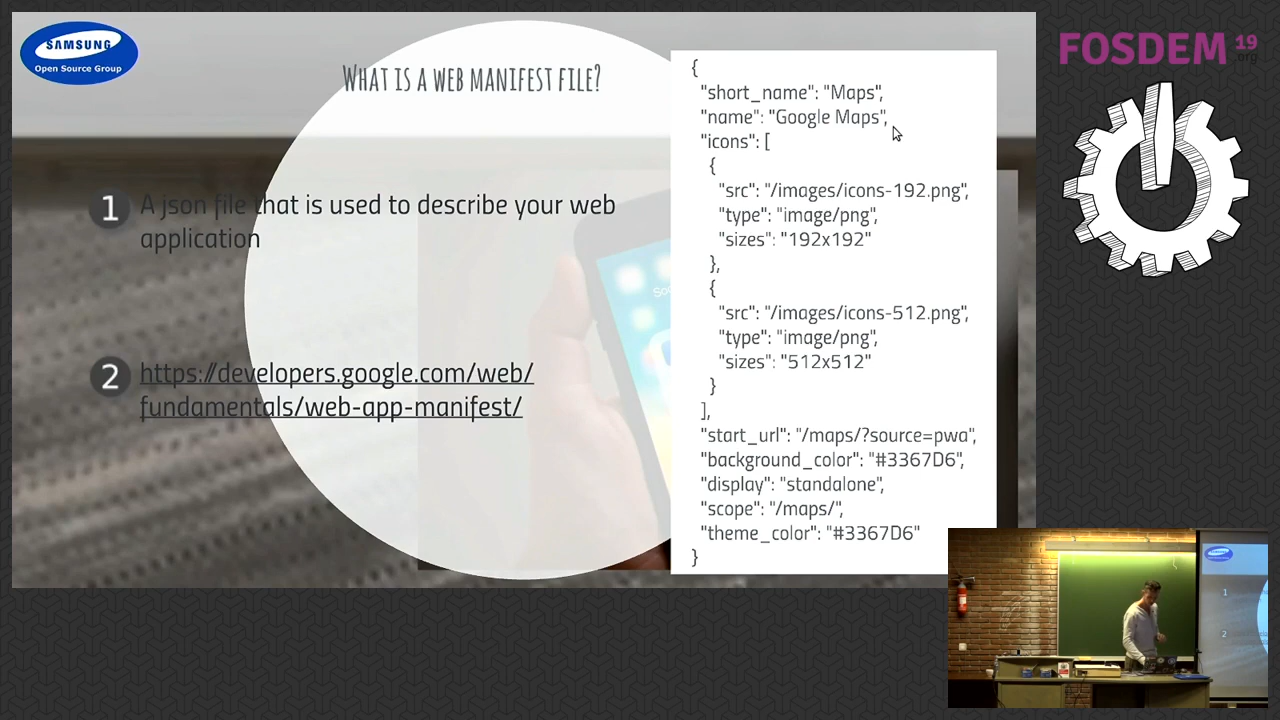 SAMSUNG
Open Source Group
WHAT IS A WEB MANIFEST FILE?
1 A json file that is used to describe your web
application
2 https://developers.google.com/web/
fundamentals/web-app-manifest/
{
"short_name": "Maps",
"name": "Google Maps",
"icons": [
{
"src": "/images/icons-192.png",
"type": "image/png",
"sizes": "192x192"
},
{
"src": "/images/icons-512.png",
"type": "image/png",
"sizes": "512x512"
}
],
"start_url": "/maps/?source=pwa",
"background_color": "#3367D6",
"display": "standalone",
"scope": "/maps/",
"theme_color": "#3367D6"
}
FOSDEM 19
.org
1
2